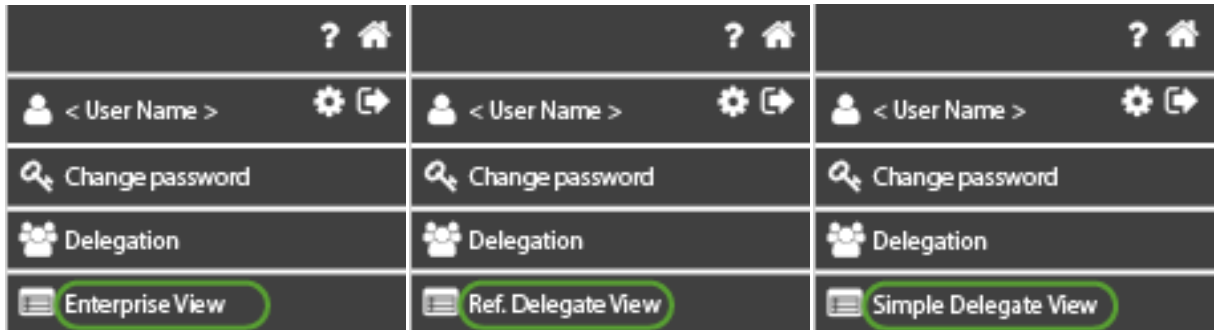 ?
< User Name >
Change password
Delegation
Enterprise View
?
< User Name >
Change password
Delegation
Ref. Delegate View
?
< User Name >
Change password
Delegation
Simple Delegate View